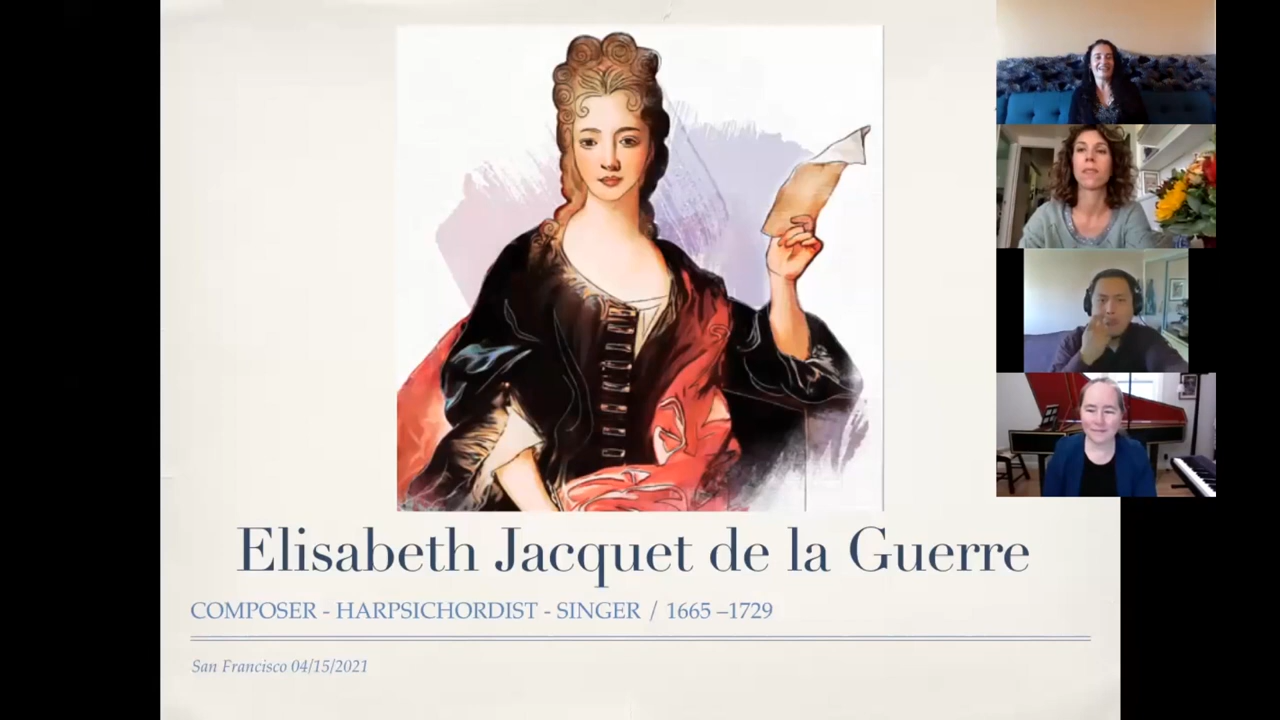 Elisabeth Jacquet de la Guerre
COMPOSER - HARPSICHORDIST - SINGER / 1665 –1729
San Francisco 04/15/2021